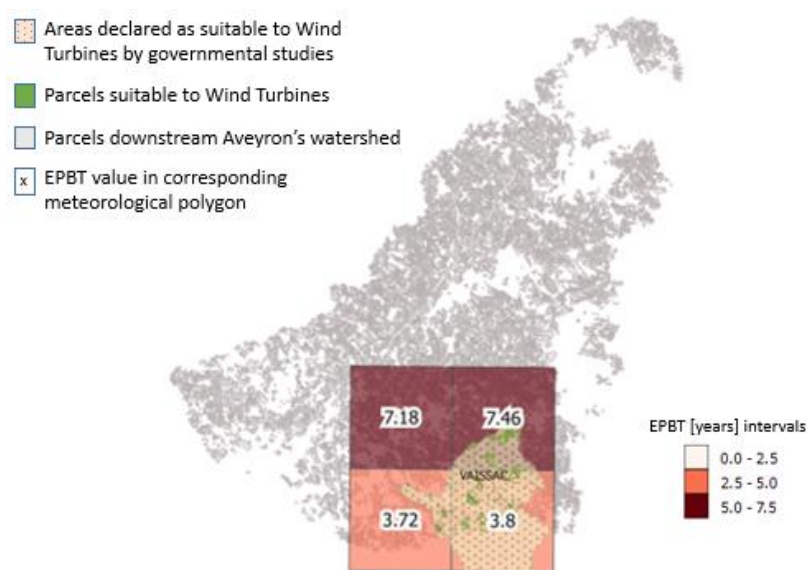 Areas declared as suitable to Wind
Turbines by governmental studies
Parcels suitable to Wind Turbines
Parcels downstream Aveyron's watershed
x
EPBT value in corresponding
meteorological polygon
7.18
7.46
VAISSAC
3.72
3.8
EPBT [years] intervals
0.0 - 2.5
2.5 - 5.0
5.0 - 7.5